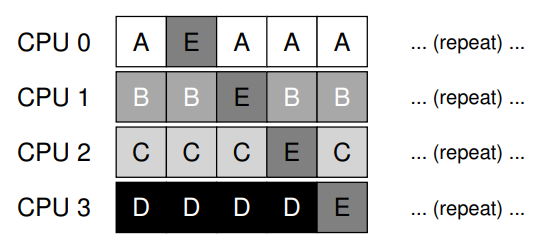 CPU 0 A E A A A ... (repeat) ...
CPU 1 B B E B B ... (repeat) ...
CPU 2 C C C E C ... (repeat) ...
CPU 3 D D D D E ... (repeat) ...